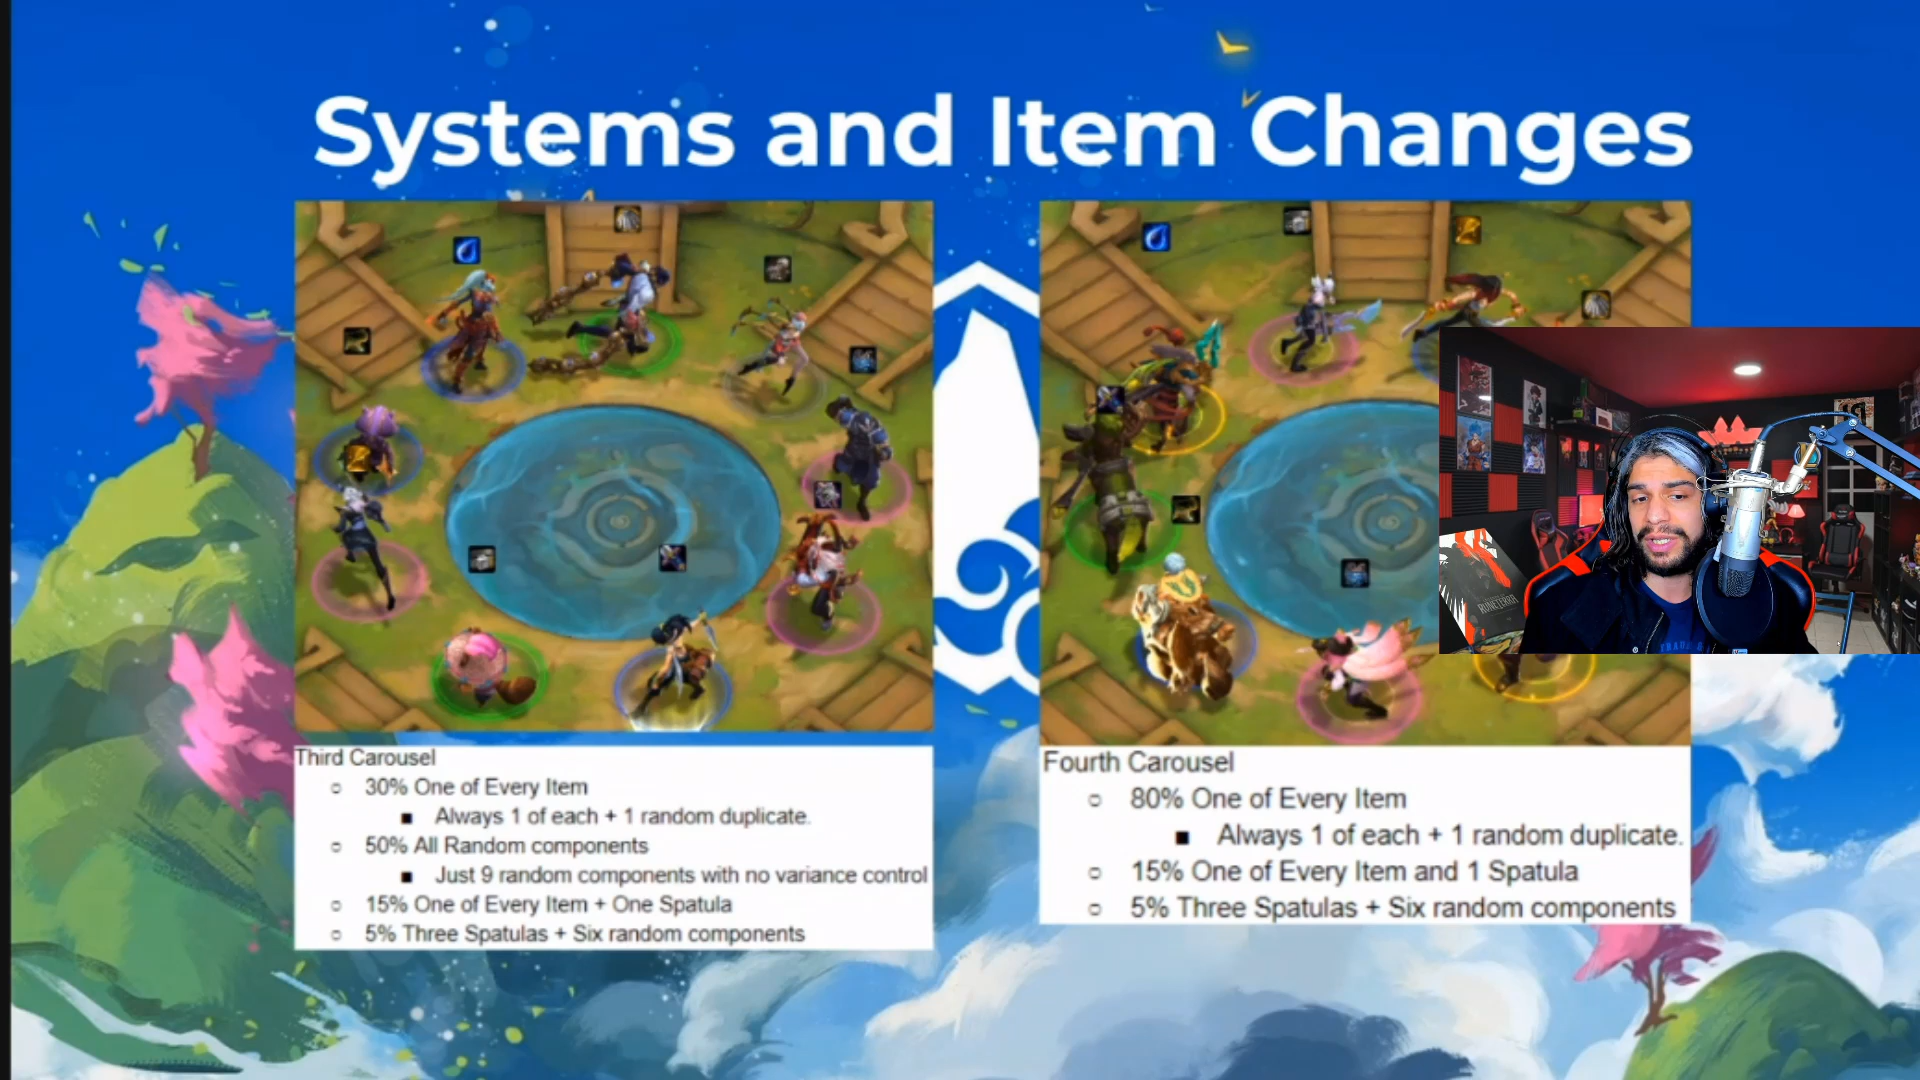 Systems and Item Changes
Third Carousel
○ 30% One of Every Item
■ Always 1 of each + 1 random duplicate.
○ 50% All Random components
■ Just 9 random components with no variance control
○ 15% One of Every Item + One Spatula
○ 5% Three Spatulas + Six random components
Fourth Carousel
○ 80% One of Every Item
■ Always 1 of each + 1 random duplicate.
○ 15% One of Every Item and 1 Spatula
○ 5% Three Spatulas + Six random components
RUNETERRA